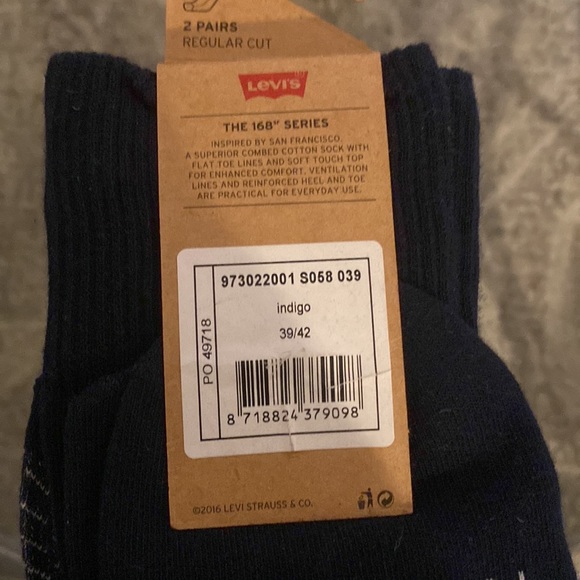 2 PAIRS
REGULAR CUT
LEVI'S
THE 168" SERIES
INSPIRED BY SAN FRANCISCO.
A SUPERIOR COMBED COTTON SOCK WITH
FLAT TOE LINES AND SOFT TOUCH TOP
FOR ENHANCED COMFORT. VENTILATION
LINES AND REINFORCED HEEL AND TOE
ARE PRACTICAL FOR EVERYDAY USE.
973022001 S058 039
indigo
39/42
PO 49718
8 718824 379098
©2016 LEVI STRAUSS & CO.